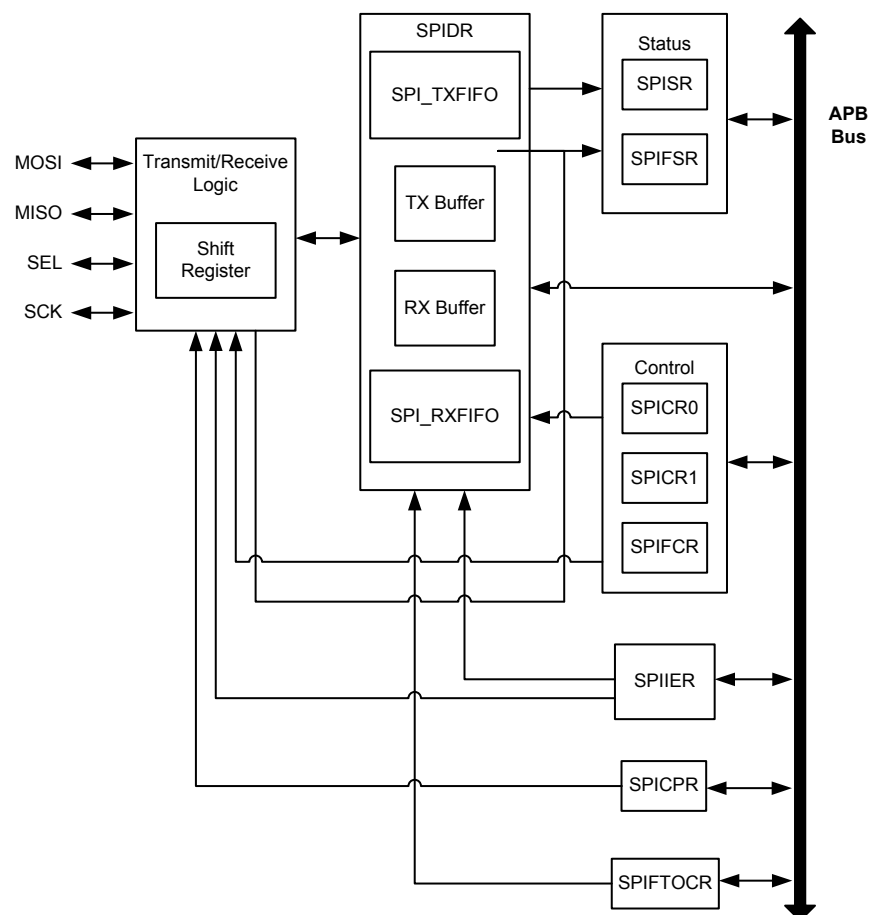 SPIDR
SPI_TXFIFO
TX Buffer
RX Buffer
SPI_RXFIFO
Status
SPISR
SPIFSR
APB
Bus
MOSI
MISO
SEL
SCK
Transmit/Receive
Logic
Shift
Register
Control
SPICR0
SPICR1
SPIFCR
SPIIER
SPICPR
SPIFTOCR